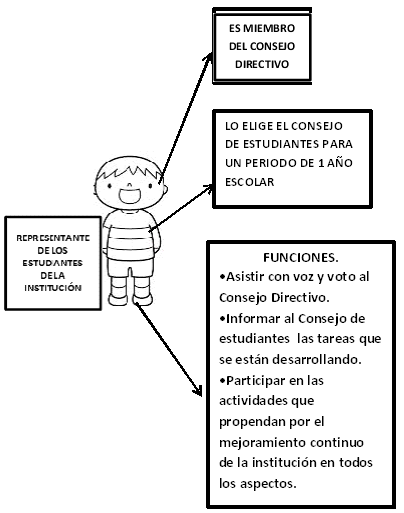 ES MIEMBRO
DEL CONSEJO
DIRECTIVO
LO ELIGE EL CONSEJO
DE ESTUDIANTES PARA
UN PERIODO DE 1 AÑO
ESCOLAR
REPRESENTANTE
DE LOS
ESTUDIANTES
DE LA
INSTITUCIÓN
FUNCIONES.
•Asistir con voz y voto al
Consejo Directivo.
•Informar al Consejo de
estudiantes las tareas que
se están desarrollando.
•Participar en las
actividades que
propendan por el
mejoramiento continuo
de la institución en todos
los aspectos.